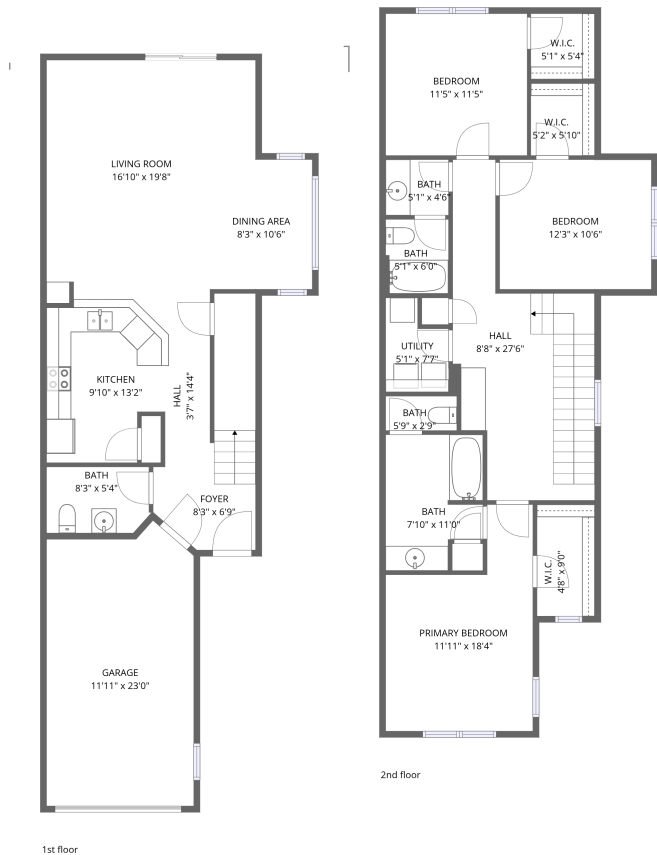 LIVING ROOM
16'10" x 19'8"
DINING AREA
8'3" x 10'6"
KITCHEN
9'10" x 13'2"
HALL
3'7" x 14'4"
BATH
8'3" x 5'4"
FOYER
8'3" x 6'9"
GARAGE
11'11" x 23'0"
1st floor
W.I.C.
5'1" x 5'4"
BEDROOM
11'5" x 11'5"
W.I.C.
5'2" x 5'10"
BATH
5'1" x 4'6"
BEDROOM
12'3" x 10'6"
BATH
5'1" x 6'0"
HALL
8'8" x 27'6"
UTILITY
5'1" x 7'7"
BATH
5'9" x 2'9"
BATH
7'10" x 11'0"
W.I.C.
4'8" x 9'0"
PRIMARY BEDROOM
11'11" x 18'4"
2nd floor